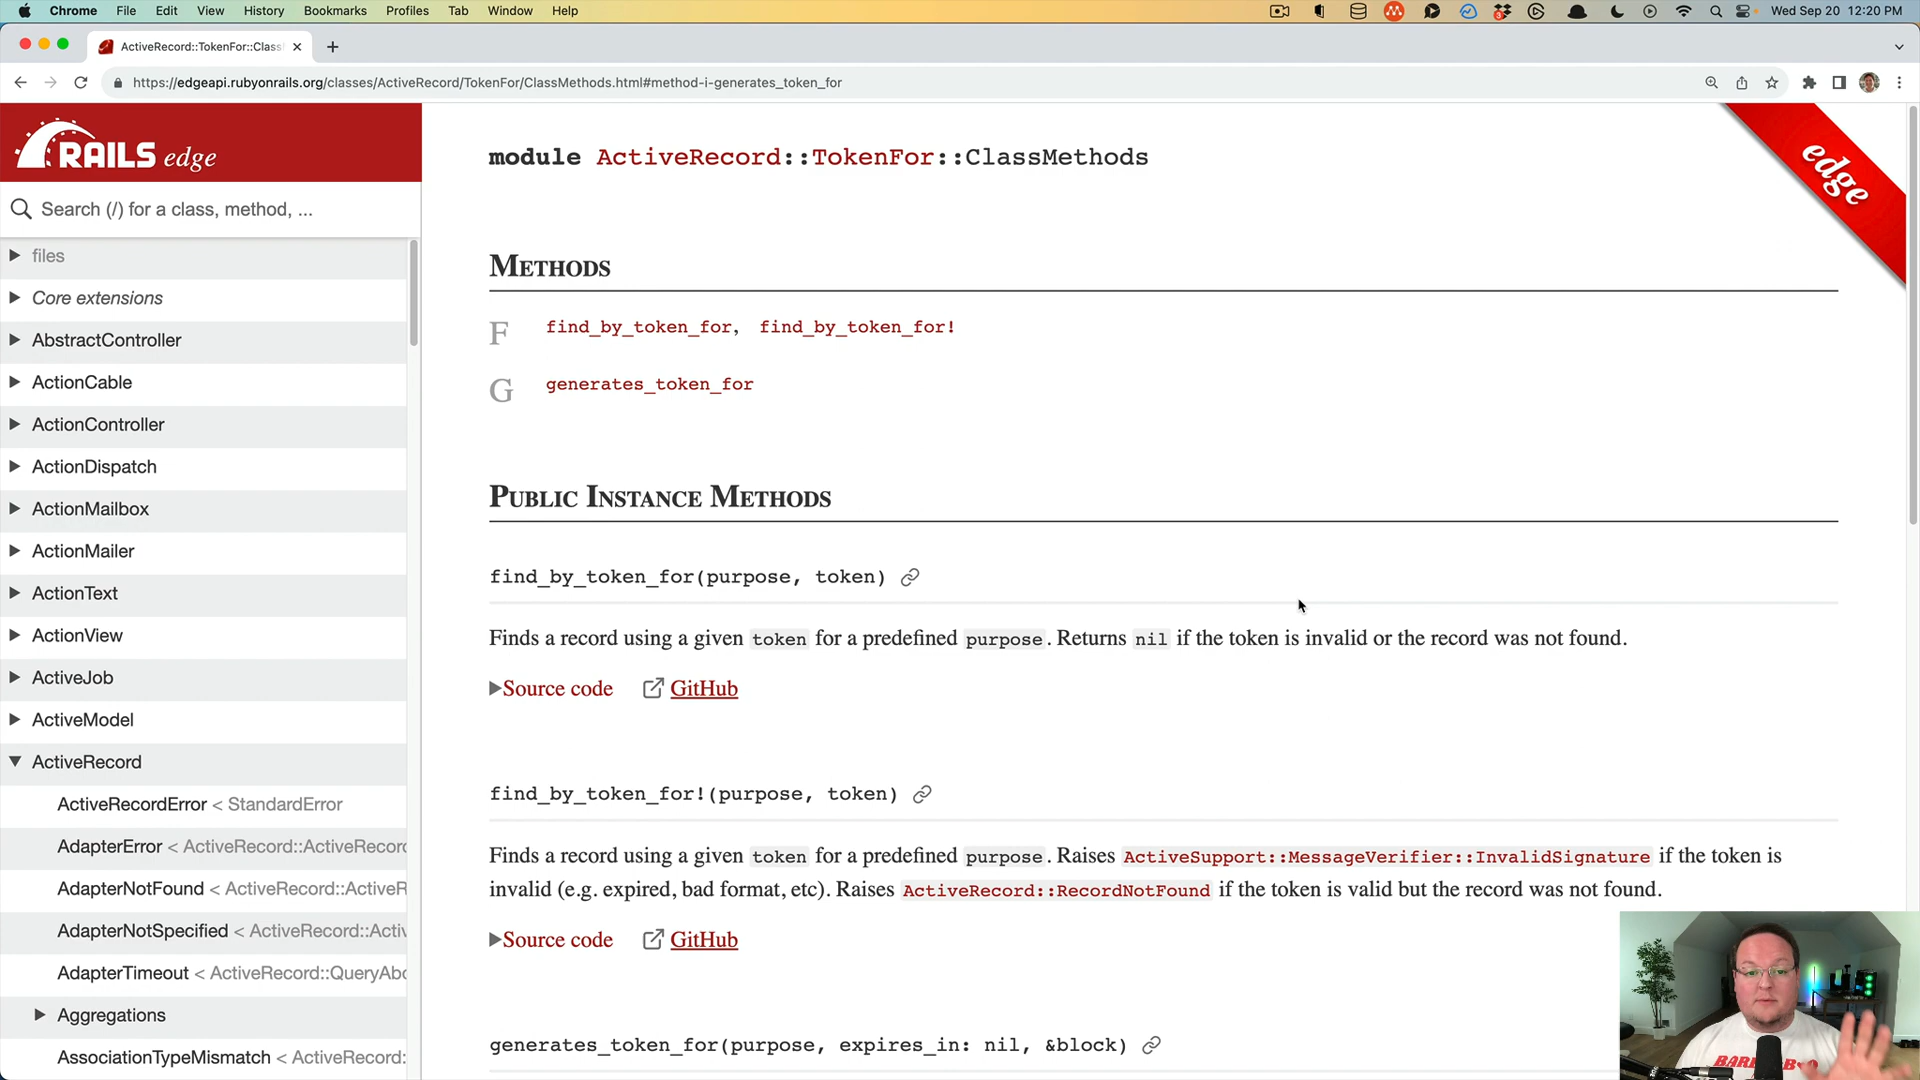 Chrome File Edit View History Bookmarks Profiles Tab Window Help
Wed Sep 20 12:20 PM
ActiveRecord::TokenFor::Class
https://edgeapi.rubyonrails.org/classes/ActiveRecord/TokenFor/ClassMethods.html#method-i-generates_token_for
RAILS edge
Search (/) for a class, method, ...
files
Core extensions
AbstractController
ActionCable
ActionController
ActionDispatch
ActionMailbox
ActionMailer
ActionText
ActionView
ActiveJob
ActiveModel
ActiveRecord
ActiveRecordError < StandardError
AdapterError < ActiveRecord::ActiveRecord
AdapterNotFound < ActiveRecord::ActiveR
AdapterNotSpecified < ActiveRecord::Activ
AdapterTimeout < ActiveRecord::QueryAbo
Aggregations
AssociationTypeMismatch < ActiveRecord:
module ActiveRecord::TokenFor::ClassMethods
edge
METHODS
F find_by_token_for, find_by_token_for!
G generates_token_for
PUBLIC INSTANCE METHODS
find_by_token_for(purpose, token)
Finds a record using a given token for a predefined purpose. Returns nil if the token is invalid or the record was not found.
Source code GitHub
find_by_token_for!(purpose, token)
Finds a record using a given token for a predefined purpose. Raises ActiveSupport::MessageVerifier::InvalidSignature if the token is
invalid (e.g. expired, bad format, etc). Raises ActiveRecord::RecordNotFound if the token is valid but the record was not found.
Source code GitHub
generates_token_for(purpose, expires_in: nil, &block)